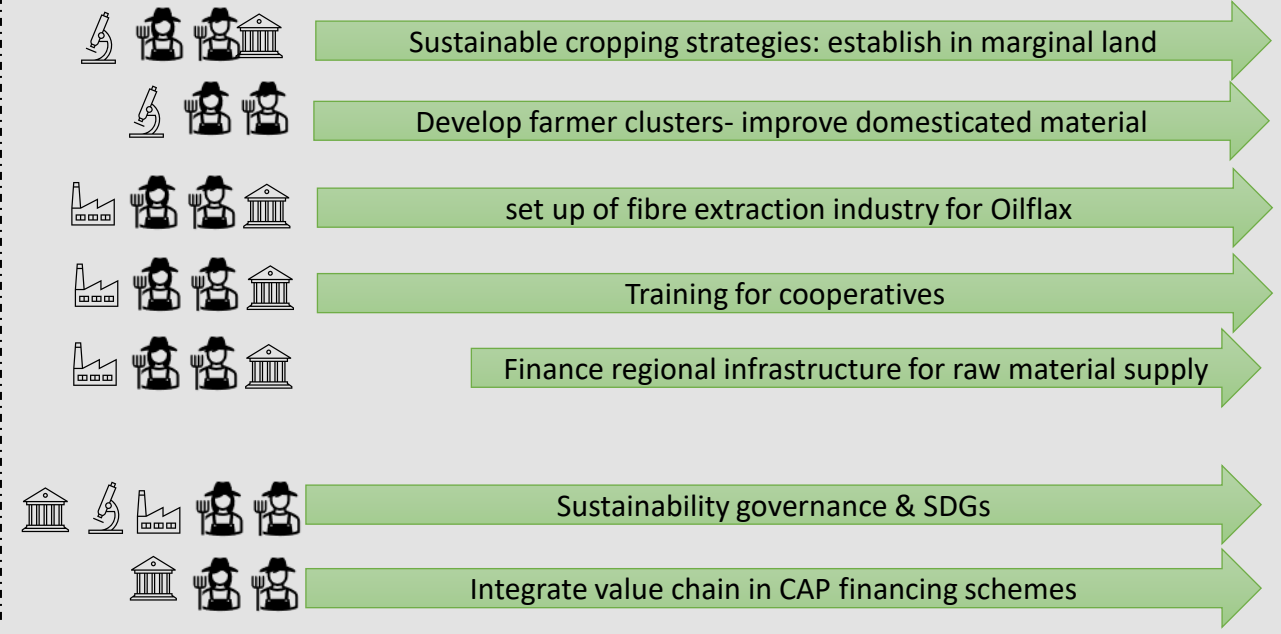 Sustainable cropping strategies: establish in marginal land
Develop farmer clusters- improve domesticated material
set up of fibre extraction industry for Oilflax
Training for cooperatives
Finance regional infrastructure for raw material supply
Sustainability governance & SDGs
Integrate value chain in CAP financing schemes